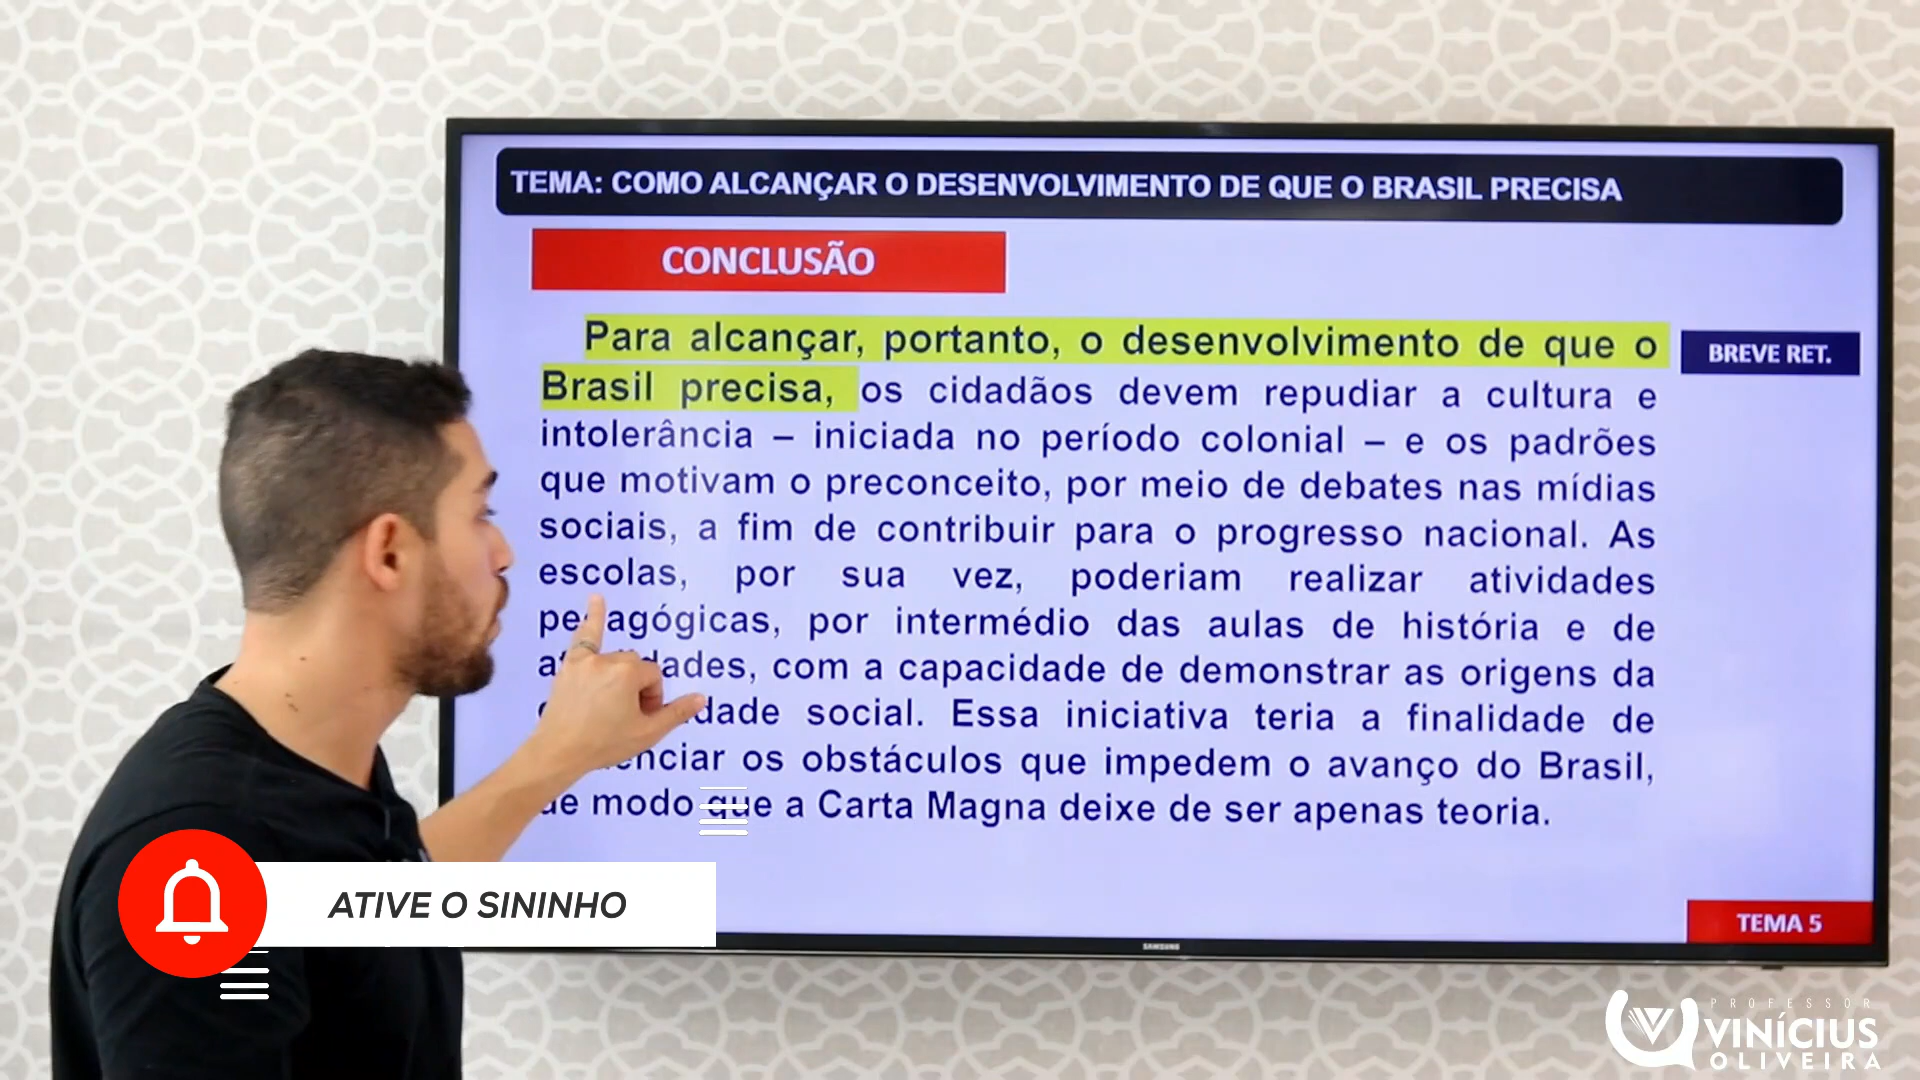 TEMA: COMO ALCANÇAR O DESENVOLVIMENTO DE QUE O BRASIL PRECISA
CONCLUSÃO
Para alcançar, portanto, o desenvolvimento de que o
BREVE RET.
Brasil precisa, os cidadãos devem repudiar a cultura e
intolerância – iniciada no período colonial – e os padrões
que motivam o preconceito, por meio de debates nas mídias
sociais, a fim de contribuir para o progresso nacional. As
escolas, por sua vez, poderiam realizar atividades
por intermédio das aulas de história e de
com a capacidade de demonstrar as origens da
social. Essa iniciativa teria a finalidade de
os obstáculos que impedem o avanço do Brasil,
de modo que a Carta Magna deixe de ser apenas teoria.
ATIVE O SININHO
TEMA 5
SAMSUNG
PROFESSOR
VINÍCIUS
OLIVEIRA